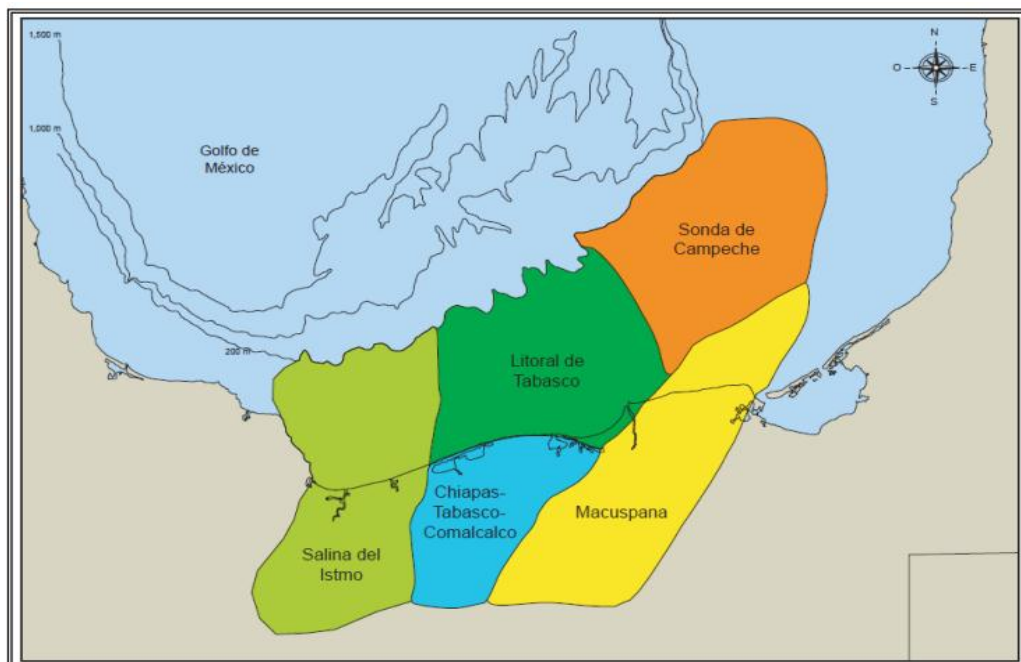 1,500 m
N
O
E
S
1,000 m
Golfo de
México
Sonda de
Campeche
200 m
Litoral de
Tabasco
Chiapas-
Tabasco-
Comalcalco
Macuspana
Salina del
Istmo